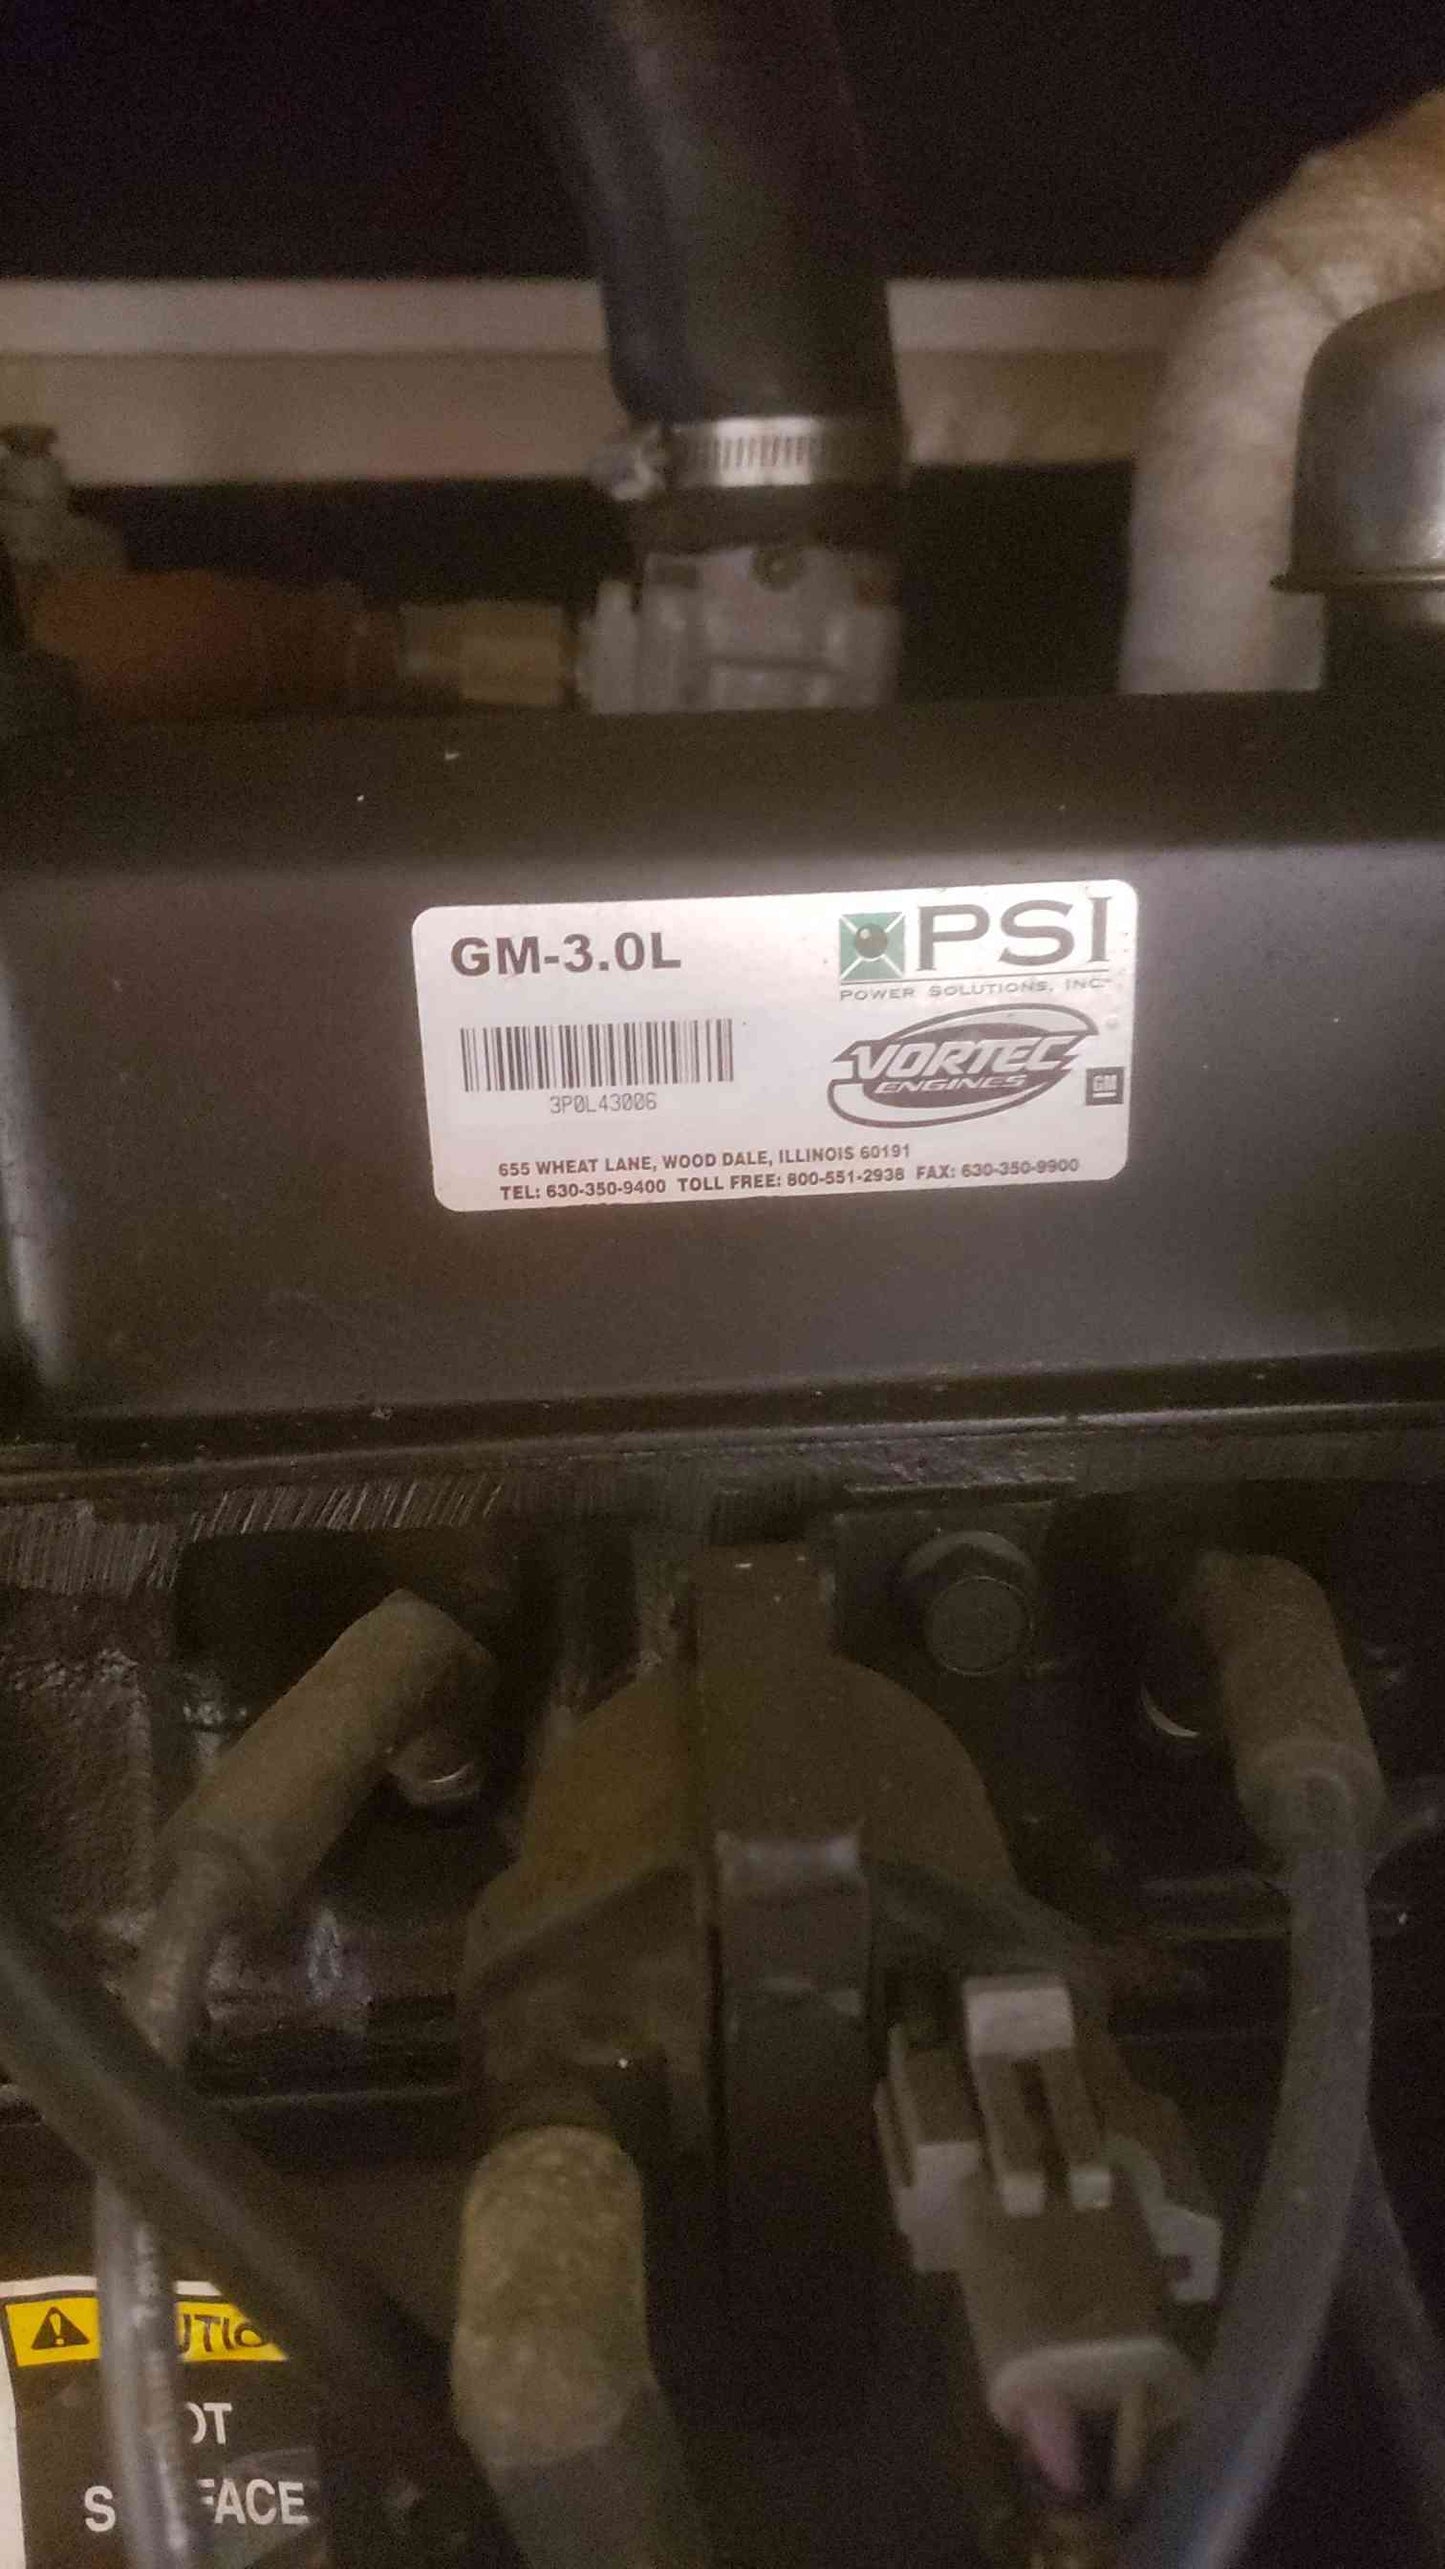 GM-3.0L
PSI
POWER SOLUTIONS, INC.
3P0L43006
VORTEC
ENGINES
GM
655 WHEAT LANE, WOOD DALE, ILLINOIS 60191
TEL: 630-350-9400 TOLL FREE: 800-551-2938 FAX: 630-350-9900